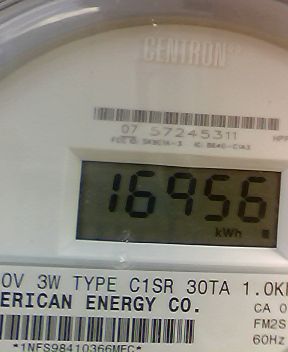 CENTRON
07 57245311
16956
kWh
0V 3W TYPE C1SR 30TA 1.0K
ERICAN ENERGY CO.
CA 0
FM2S
60Hz
*1NFS98410366MFC*